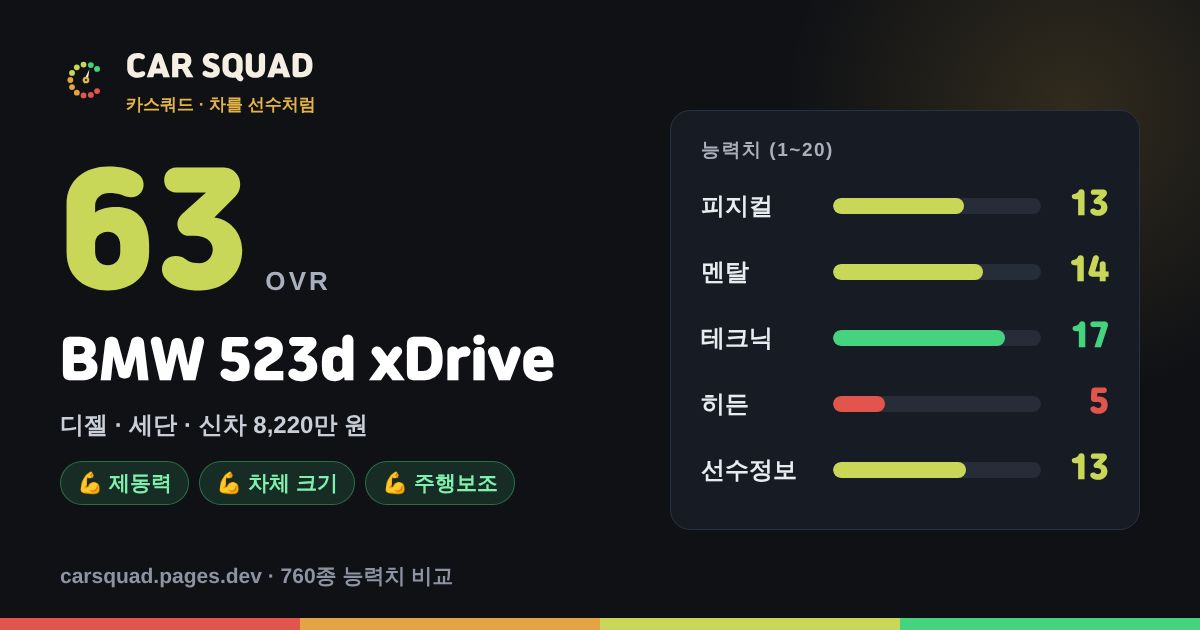 CAR SQUAD
카스쿼드 · 차를 선수처럼
63 OVR
BMW 523d xDrive
디젤 · 세단 · 신차 8,220만 원
💪 제동력 💪 차체 크기 💪 주행보조
carsquad.pages.dev · 760종 능력치 비교
능력치 (1~20)
피지컬 13
멘탈 14
테크닉 17
히든 5
선수정보 13